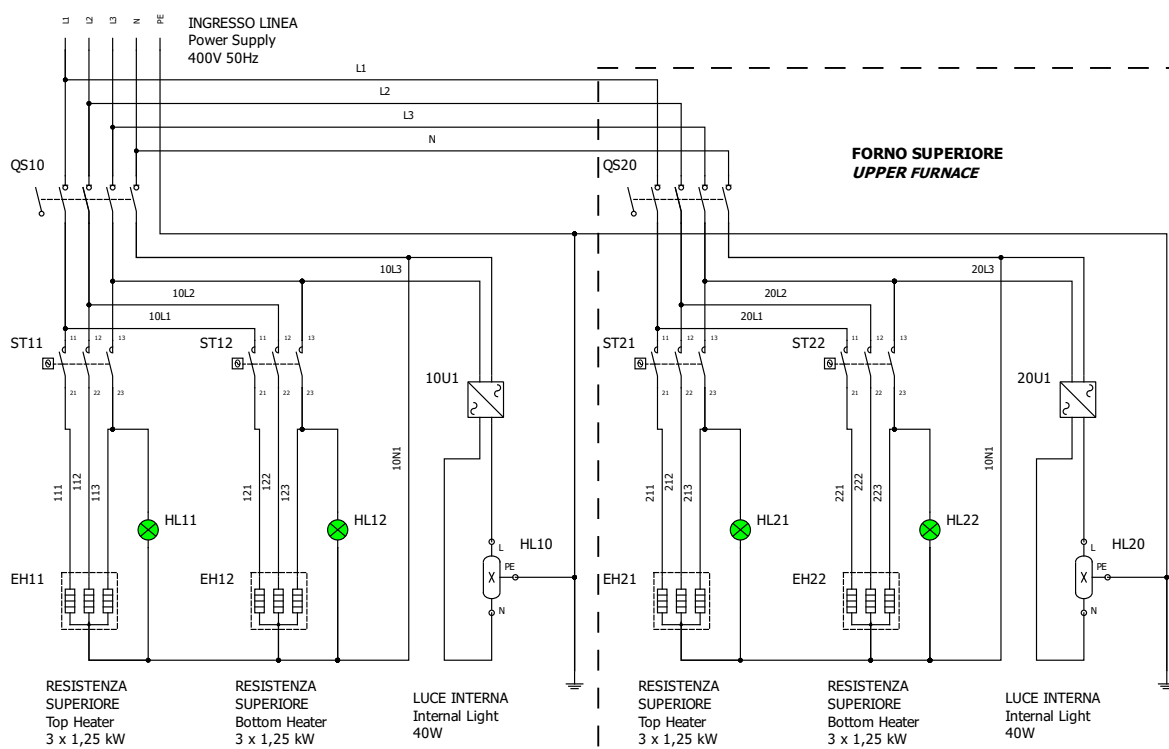 L1 L2 L3 N PE
INGRESSO LINEA
Power Supply
400V 50Hz
L1
L2
L3
N
FORNO SUPERIORE
UPPER FURNACE
QS10
QS20
10L3
20L3
10L2
20L2
10L1
20L1
ST11
11 12 13
ST12
11 12 13
ST21
11 12 13
ST22
11 12 13
10U1
20U1
21 22 23
21 22 23
21 22 23
21 22 23
10N1
10N1
111 112 113
121 122 123
211 212 213
221 222 223
HL11
HL12
HL10
HL21
HL22
HL20
L
PE
X
N
L
PE
X
N
EH11
EH12
EH21
EH22
RESISTENZA
SUPERIORE
Top Heater
3 x 1,25 kW
RESISTENZA
SUPERIORE
Bottom Heater
3 x 1,25 kW
LUCE INTERNA
Internal Light
40W
RESISTENZA
SUPERIORE
Top Heater
3 x 1,25 kW
RESISTENZA
SUPERIORE
Bottom Heater
3 x 1,25 kW
LUCE INTERNA
Internal Light
40W